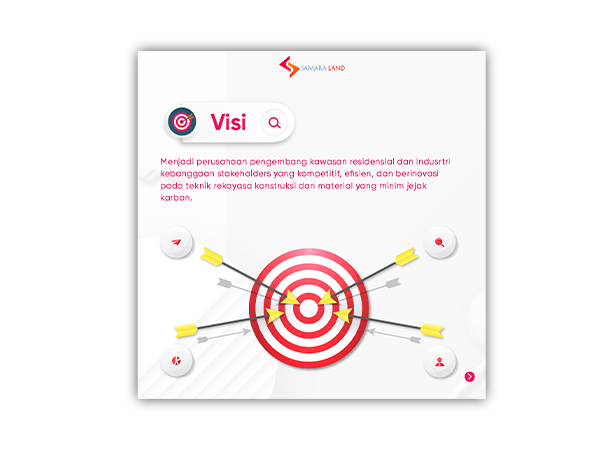 SAMARA LAND
Visi
Menjadi perusahaan pengembang kawasan residensial dan indusrtri
kebanggaan stakeholders yang kompetitif, efisien, dan berinovasi
pada teknik rekayasa konstruksi dan material yang minim jejak
karbon.